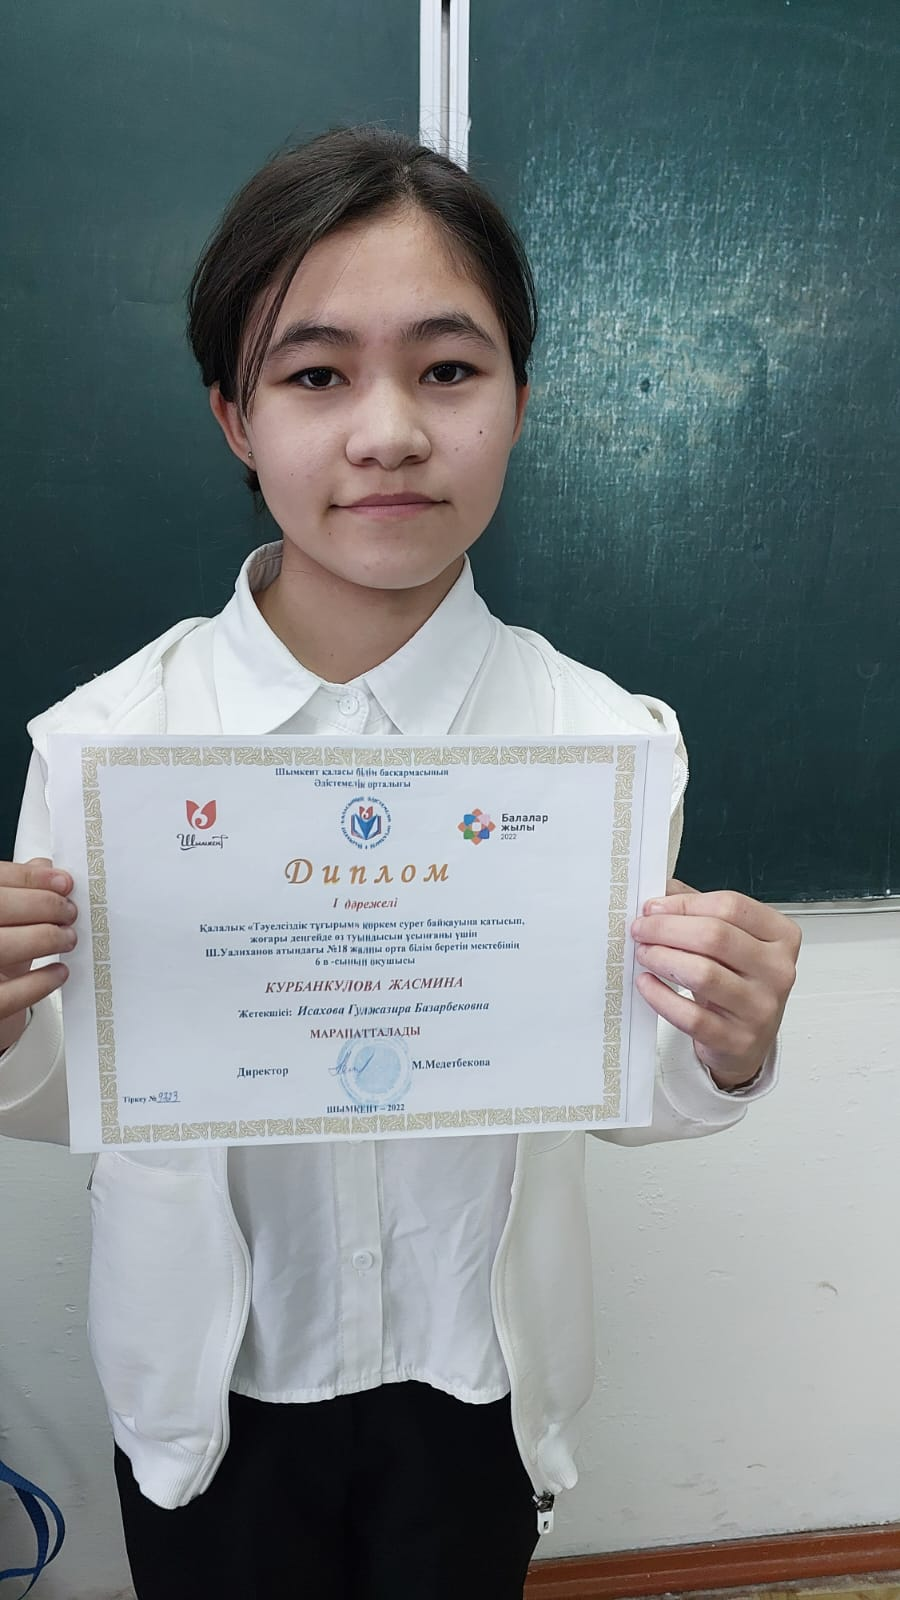 Шымкент қаласы білім басқармасының
Әдістемелік орталығы
Шымкент
Балалар
жылы
2022
Диплом
І дәрежелі
Қалалық «Тәуелсіздік тұғырым» көркем сурет байқауына қатысып,
жоғары деңгейде өз туындысын ұсынғаны үшін
Ш.Уалиханов атындағы №18 жалпы орта білім беретін мектебінің
6 в -сынып оқушысы
КУРБАНКУЛОВА ЖАСМИНА
Жетекшісі: Исахова Гулжазира Базарбековна
МАРАПАТТАЛАДЫ
Директор М.Медетбекова
Тіркеу № 9323
ШЫМКЕНТ – 2022